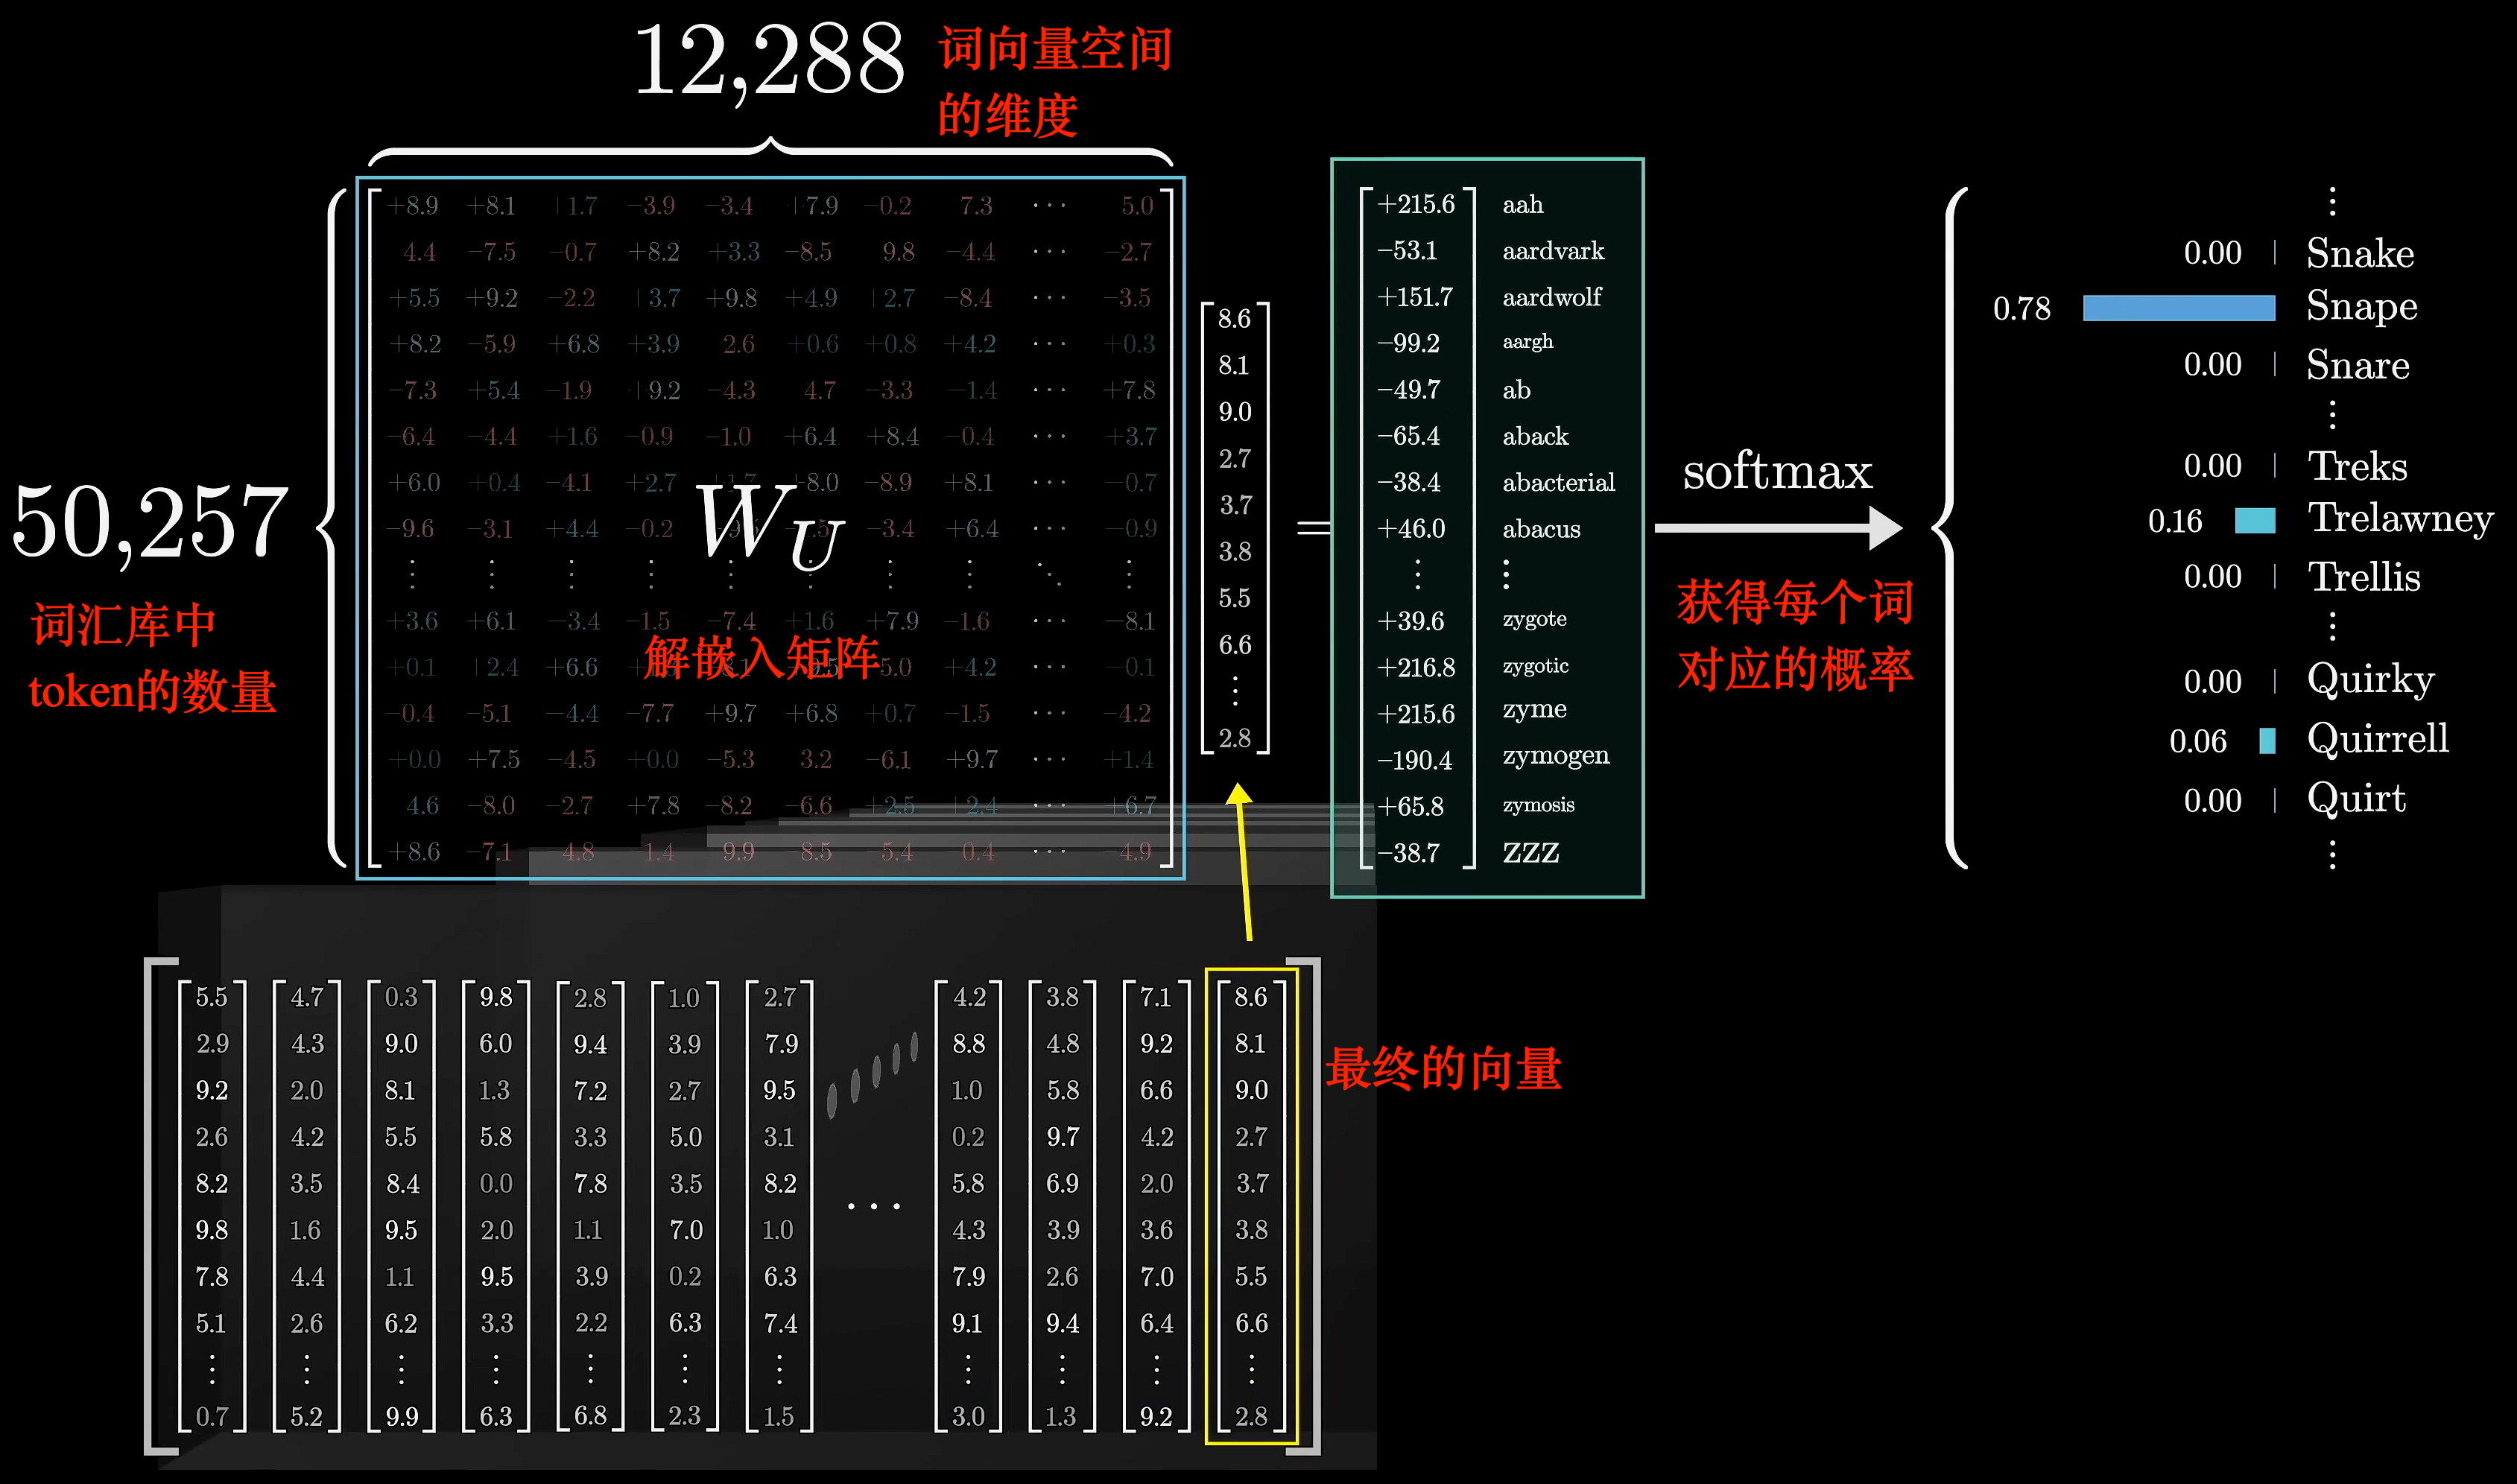 12,288
词向量空间
的维度
50,257
词汇库中
token的数量
+8.9 +8.1 +1.7 −3.9 −3.4 +7.9 −0.2 7.3 ⋯ 5.0
4.4 −7.5 −0.7 +8.2 +3.3 −8.5 9.8 −4.4 ⋯ −2.7
+5.5 +9.2 −2.2 +3.7 +9.8 +4.9 +2.7 −8.4 ⋯ −3.5
+8.2 −5.9 +6.8 +3.9 2.6 +0.6 +0.8 +4.2 ⋯ +0.3
−7.3 +5.4 −1.9 +9.2 −4.3 4.7 −3.3 −1.4 ⋯ +7.8
−6.4 −4.4 +1.6 −0.9 −1.0 +6.4 +8.4 −0.4 ⋯ +3.7
+6.0 +0.4 −4.1 +2.7 +8.0 −8.9 +8.1 ⋯ −0.7
−9.6 −3.1 +4.4 −0.2 −3.4 +6.4 ⋯ −0.9
⋮ ⋮ ⋮ ⋮ ⋮ ⋮ ⋮ ⋮ ⋱ ⋮
+3.6 +6.1 −3.4 −1.5 −7.4 +1.6 +7.9 −1.6 ⋯ −8.1
+0.1 +2.4 +6.6 5.0 +4.2 ⋯ −0.1
−0.4 −5.1 −4.4 −7.7 +9.7 +6.8 +0.7 −1.5 ⋯ −4.2
+0.0 +7.5 −4.5 +0.0 −5.3 3.2 −6.1 +9.7 ⋯ +1.4
4.6 −8.0 −2.7 +7.8 −8.2 −6.6 +2.5 +2.4 ⋯ +6.7
+8.6 −7.1 4.8 1.4 9.9 −8.5 −5.4 0.4 ⋯ −4.9
W_U
解嵌入矩阵
8.6
8.1
9.0
2.7
3.7
3.8
5.5
6.6
⋮
2.8
=
+215.6 aah
−53.1 aardvark
+151.7 aardwolf
−99.2 aargh
−49.7 ab
−65.4 aback
−38.4 abacterial
+46.0 abacus
⋮ ⋮
+39.6 zygote
+216.8 zygotic
+215.6 zyme
−190.4 zymogen
+65.8 zymosis
−38.7 ZZZ
softmax
获得每个词
对应的概率
⋮
0.00 Snake
0.78 Snape
0.00 Snare
⋮
0.00 Treks
0.16 Trelawney
0.00 Trellis
⋮
0.00 Quirky
0.06 Quirrell
0.00 Quirt
⋮
5.5 4.7 0.3 9.8 2.8 1.0 2.7 4.2 3.8 7.1 8.6
2.9 4.3 9.0 6.0 9.4 3.9 7.9 8.8 4.8 9.2 8.1
9.2 2.0 8.1 1.3 7.2 2.7 9.5 1.0 5.8 6.6 9.0
2.6 4.2 5.5 5.8 3.3 5.0 3.1 0.2 9.7 4.2 2.7
8.2 3.5 8.4 0.0 7.8 3.5 8.2 ⋯ 5.8 6.9 2.0 3.7
9.8 1.6 9.5 2.0 1.1 7.0 1.0 4.3 3.9 3.6 3.8
7.8 4.4 1.1 9.5 3.9 0.2 6.3 7.9 2.6 7.0 5.5
5.1 2.6 6.2 3.3 2.2 6.3 7.4 9.1 9.4 6.4 6.6
⋮ ⋮ ⋮ ⋮ ⋮ ⋮ ⋮ ⋮ ⋮ ⋮ ⋮
0.7 5.2 9.9 6.3 6.8 2.3 1.5 3.0 1.3 9.2 2.8
最终的向量